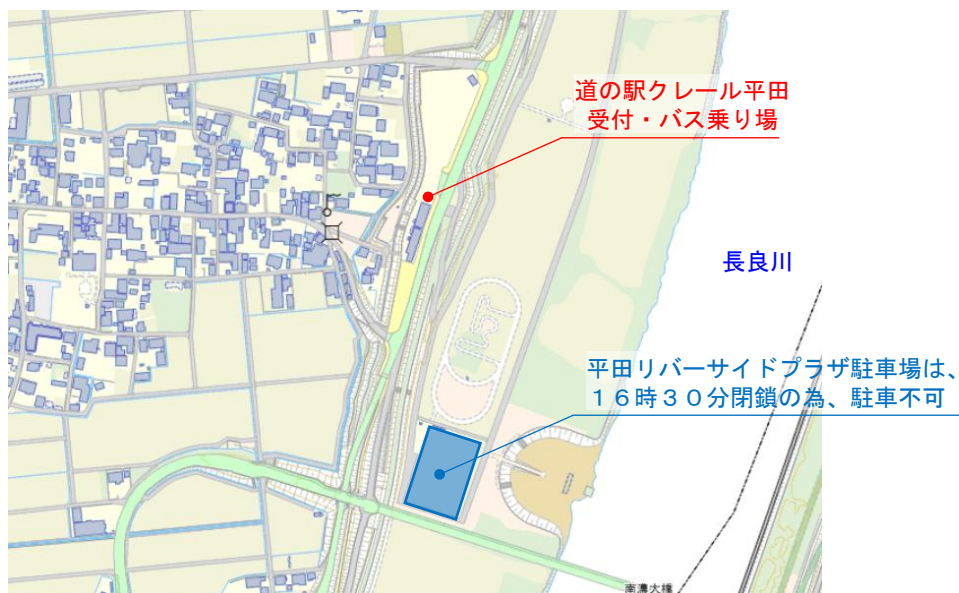 道の駅クレール平田
受付・バス乗り場
長良川
平田リバーサイドプラザ駐車場は、
１６時３０分閉鎖の為、駐車不可
南濃大橋